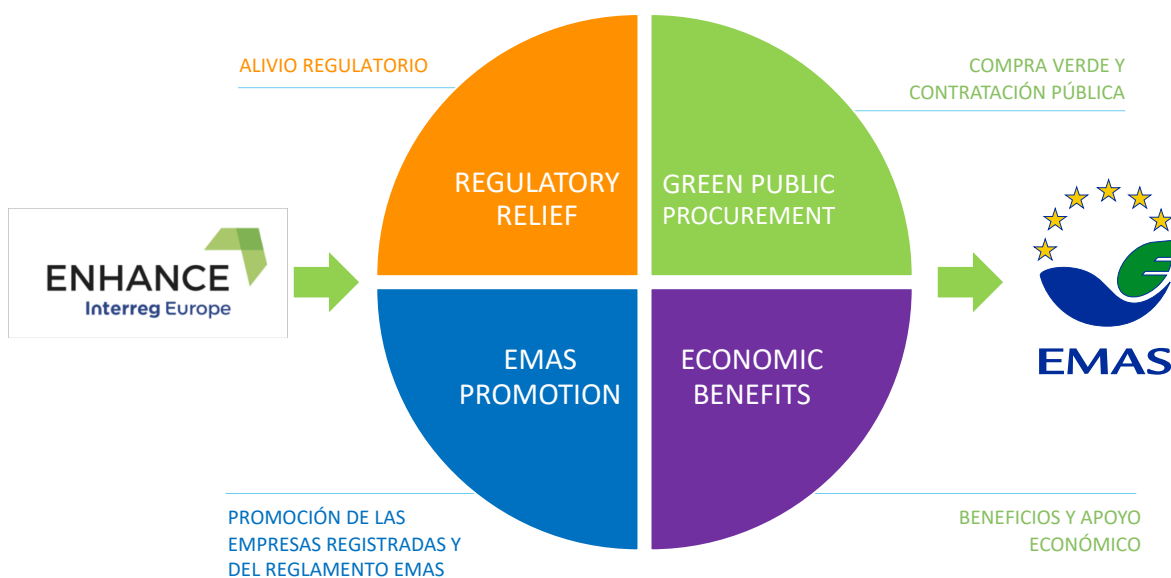 ALIVIO REGULATORIO
COMPRA VERDE Y
CONTRATACIÓN PÚBLICA
REGULATORY
RELIEF
GREEN PUBLIC
PROCUREMENT
ENHANCE
Interreg Europe
EMAS
EMAS
PROMOTION
ECONOMIC
BENEFITS
PROMOCIÓN DE LAS
EMPRESAS REGISTRADAS Y
DEL REGLAMENTO EMAS
BENEFICIOS Y APOYO
ECONÓMICO